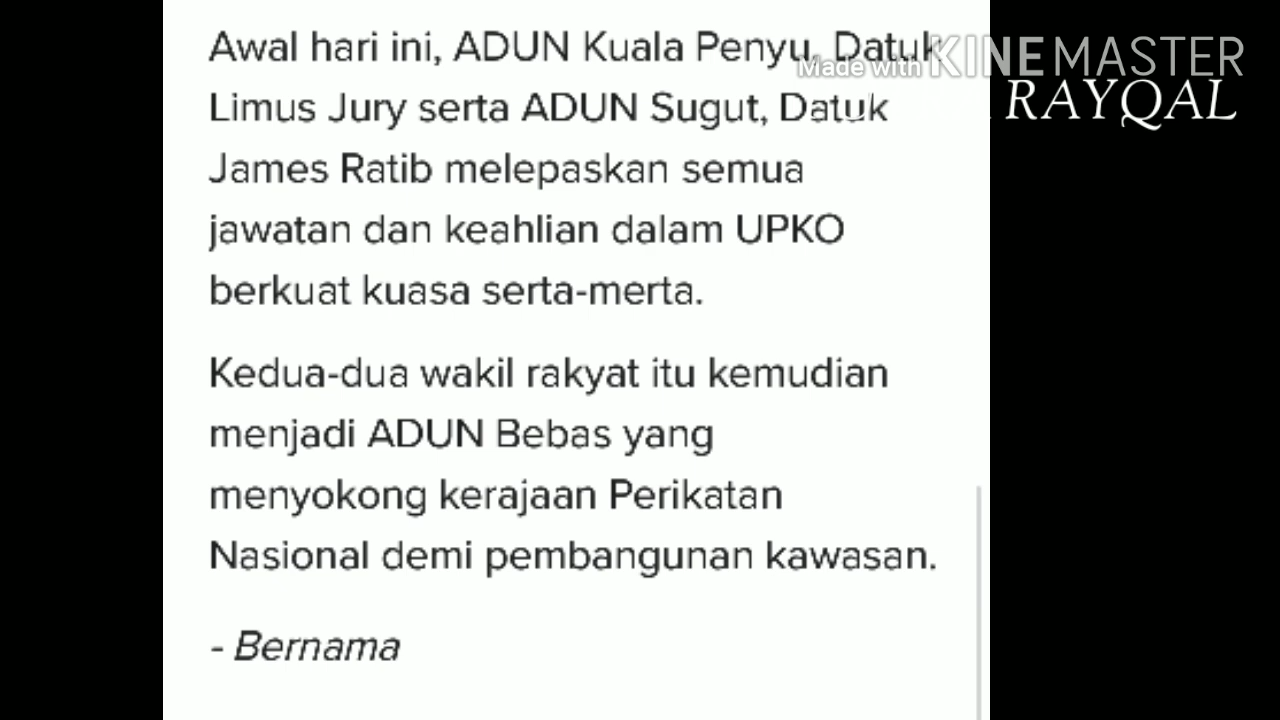 Awal hari ini, ADUN Kuala Penyu, Datuk
Made with KINEMASTER
Limus Jury serta ADUN Sugut, Datuk
RAYQAL
James Ratib melepaskan semua
jawatan dan keahlian dalam UPKO
berkuat kuasa serta-merta.
Kedua-dua wakil rakyat itu kemudian
menjadi ADUN Bebas yang
menyokong kerajaan Perikatan
Nasional demi pembangunan kawasan.
- Bernama